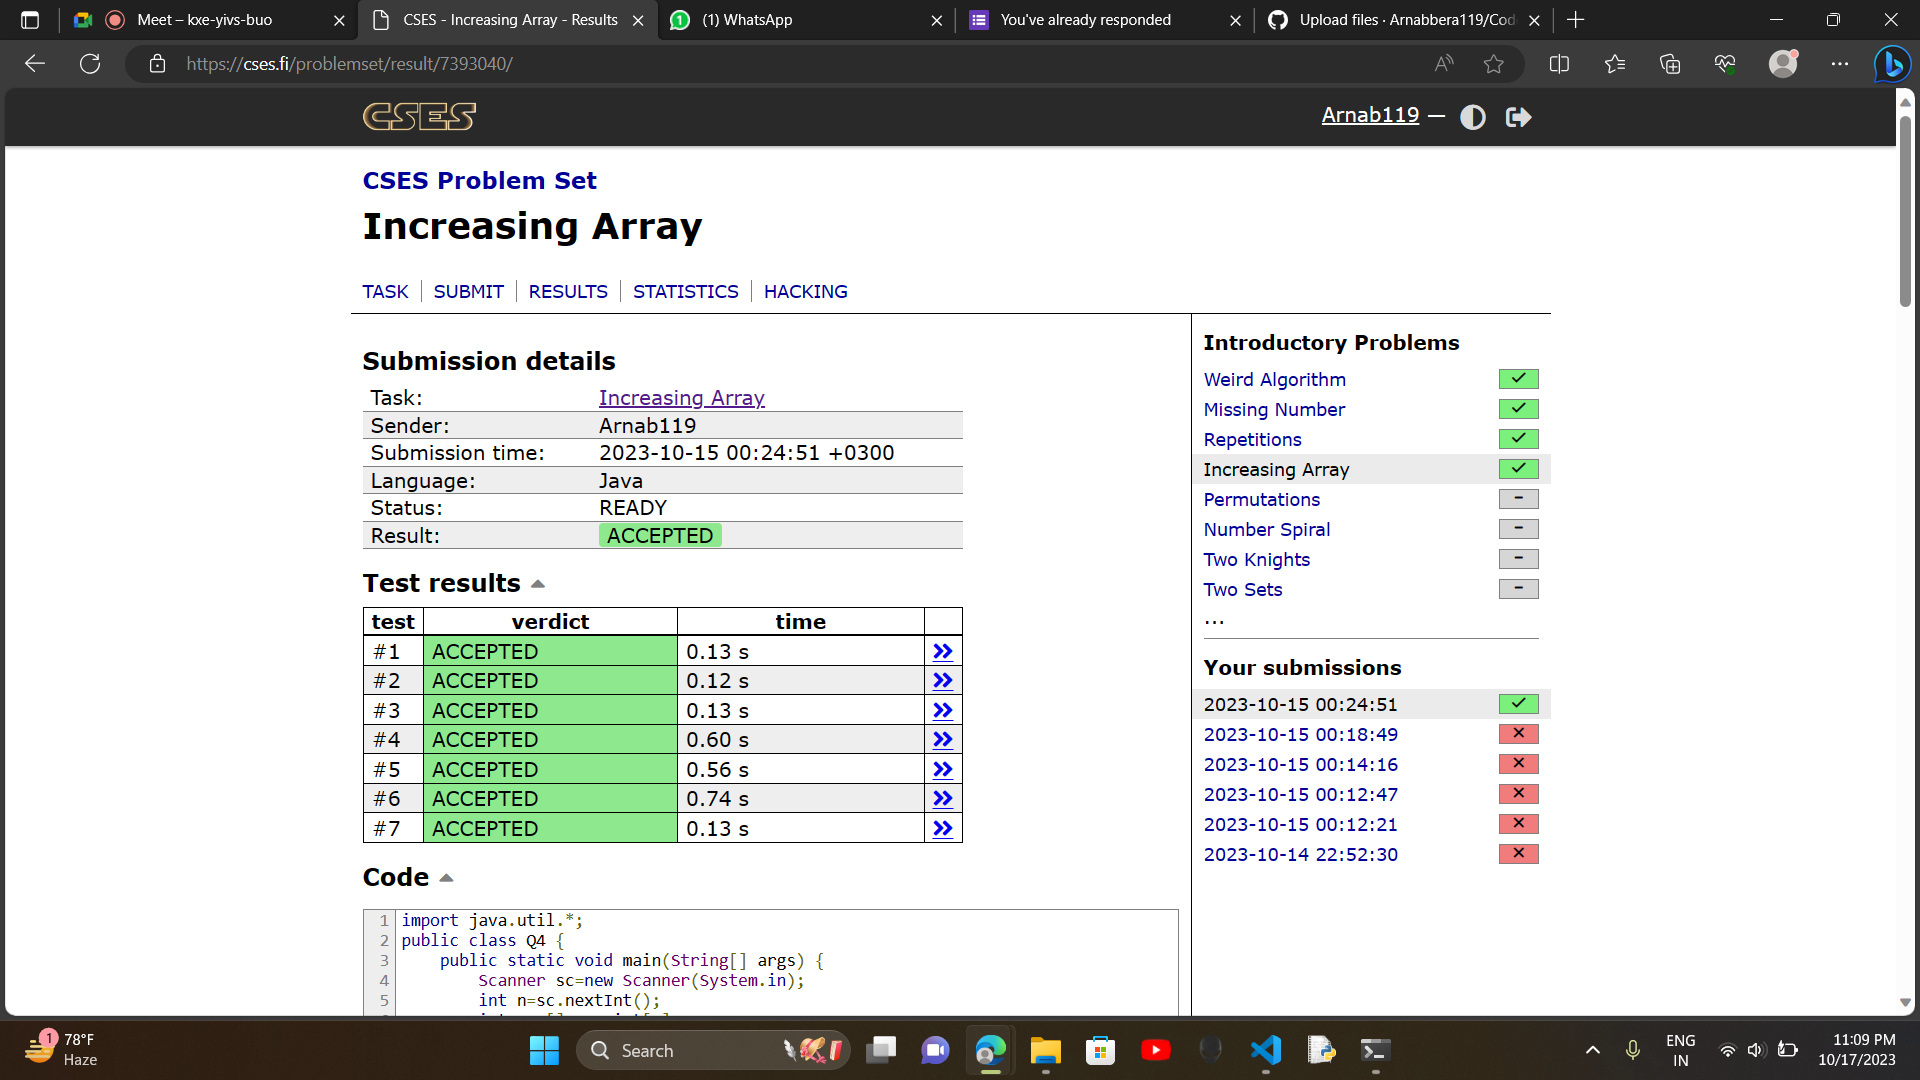 Meet – kxe-yivs-buo
CSES - Increasing Array - Results
(1) WhatsApp
You've already responded
Upload files · Arnabbera119/Cod
https://cses.fi/problemset/result/7393040/
CSES
Arnab119 —
CSES Problem Set
Increasing Array
TASK | SUBMIT | RESULTS | STATISTICS | HACKING
Submission details
Task: Increasing Array
Sender: Arnab119
Submission time: 2023-10-15 00:24:51 +0300
Language: Java
Status: READY
Result: ACCEPTED
Test results
test verdict time
#1 ACCEPTED 0.13 s
#2 ACCEPTED 0.12 s
#3 ACCEPTED 0.13 s
#4 ACCEPTED 0.60 s
#5 ACCEPTED 0.56 s
#6 ACCEPTED 0.74 s
#7 ACCEPTED 0.13 s
Code
1 import java.util.*;
2 public class Q4 {
3 public static void main(String[] args) {
4 Scanner sc=new Scanner(System.in);
5 int n=sc.nextInt();
Introductory Problems
Weird Algorithm
Missing Number
Repetitions
Increasing Array
Permutations –
Number Spiral –
Two Knights –
Two Sets –
...
Your submissions
2023-10-15 00:24:51
2023-10-15 00:18:49
2023-10-15 00:14:16
2023-10-15 00:12:47
2023-10-15 00:12:21
2023-10-14 22:52:30
1
78°F
Haze
Search
ENG
IN
11:09 PM
10/17/2023